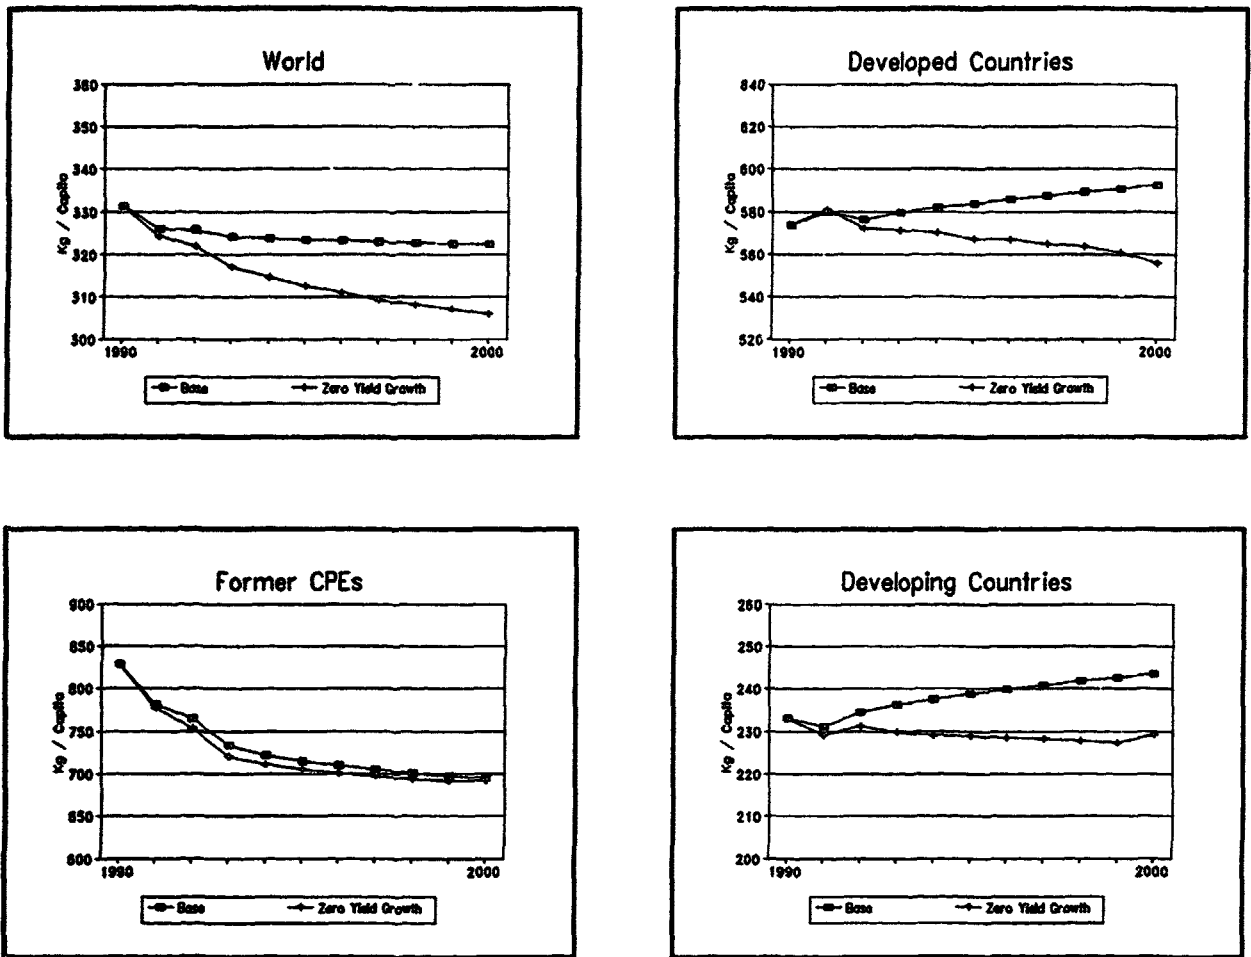 World
360
350
340
330
320
310
300
Kg / Capita
1990
2000
Base
Zero Yield Growth
Developed Countries
640
620
600
580
560
540
520
Kg / Capita
1990
2000
Base
Zero Yield Growth
Former CPEs
900
850
800
750
700
650
600
Kg / Capita
1990
2000
Base
Zero Yield Growth
Developing Countries
260
250
240
230
220
210
200
Kg / Capita
1990
2000
Base
Zero Yield Growth